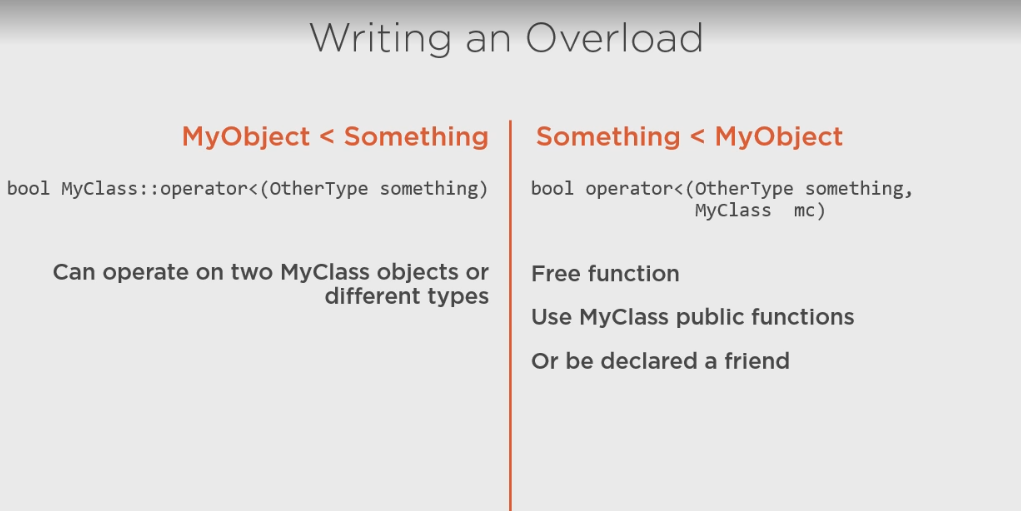 Writing an Overload
MyObject < Something
bool MyClass::operator<(OtherType something)
Can operate on two MyClass objects or
different types
Something < MyObject
bool operator<(OtherType something,
MyClass  mc)
Free function
Use MyClass public functions
Or be declared a friend